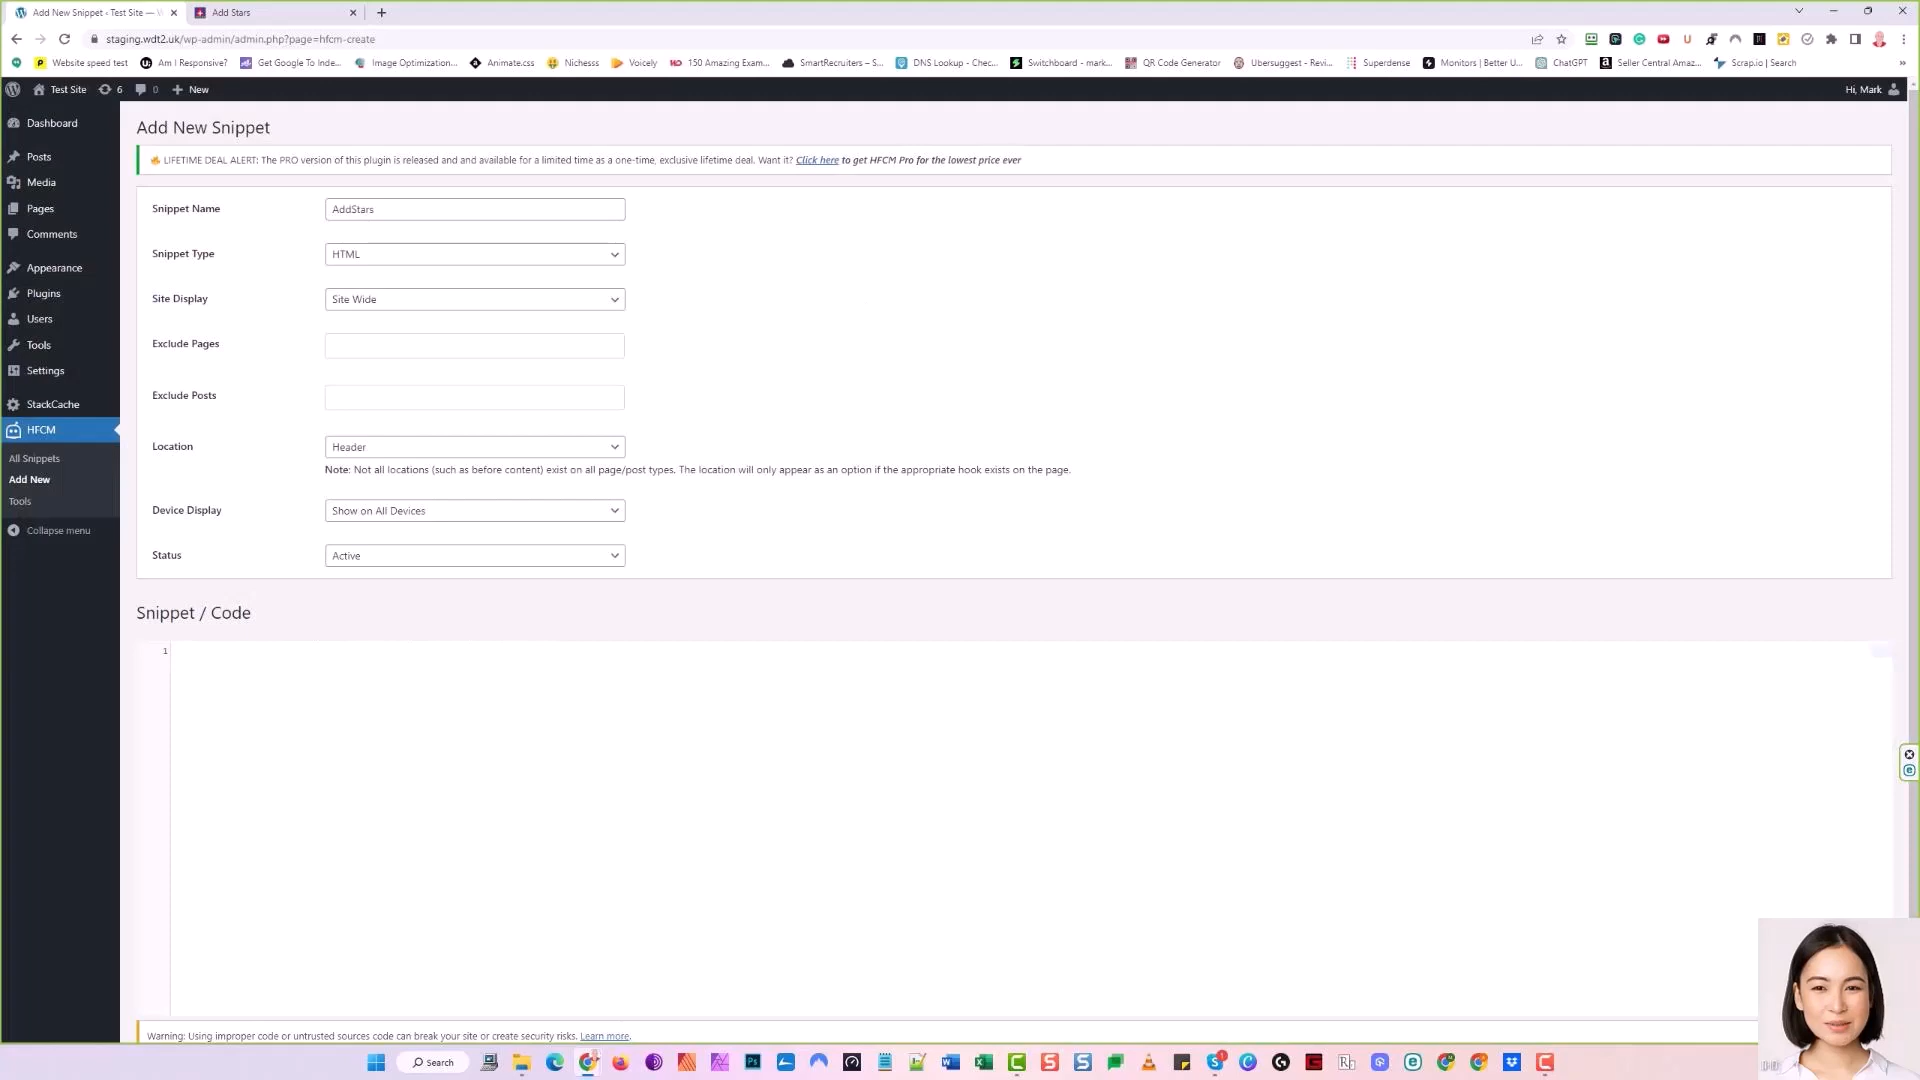 Add New Snippet ‹ Test Site — W
Add Stars
staging.wdt2.uk/wp-admin/admin.php?page=hfcm-create
Website speed test
Am I Responsive?
Get Google To Inde...
Image Optimization...
Animate.css
Nichesss
Voicely
150 Amazing Exam...
SmartRecruiters – S...
DNS Lookup - Chec...
Switchboard - mark...
QR Code Generator
Ubersuggest - Revi...
Superdense
Monitors | Better U...
ChatGPT
Seller Central Amaz...
Scrap.io | Search
Test Site
6
0
New
Hi, Mark
Dashboard
Posts
Media
Pages
Comments
Appearance
Plugins
Users
Tools
Settings
StackCache
HFCM
All Snippets
Add New
Tools
Collapse menu
Add New Snippet
LIFETIME DEAL ALERT: The PRO version of this plugin is released and and available for a limited time as a one-time, exclusive lifetime deal. Want it? Click here to get HFCM Pro for the lowest price ever
Snippet Name
AddStars
Snippet Type
HTML
Site Display
Site Wide
Exclude Pages
Exclude Posts
Location
Header
Note: Not all locations (such as before content) exist on all page/post types. The location will only appear as an option if the appropriate hook exists on the page.
Device Display
Show on All Devices
Status
Active
Snippet / Code
1
Warning: Using improper code or untrusted sources code can break your site or create security risks. Learn more.
Search